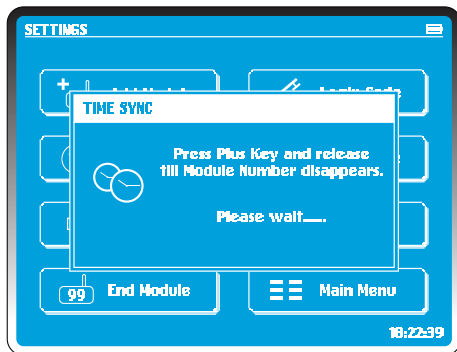 SETTINGS
TIME SYNC
Press Plus Key and release
till Module Number disappears.
Please wait.....
99 End Module
Main Menu
18:22:39